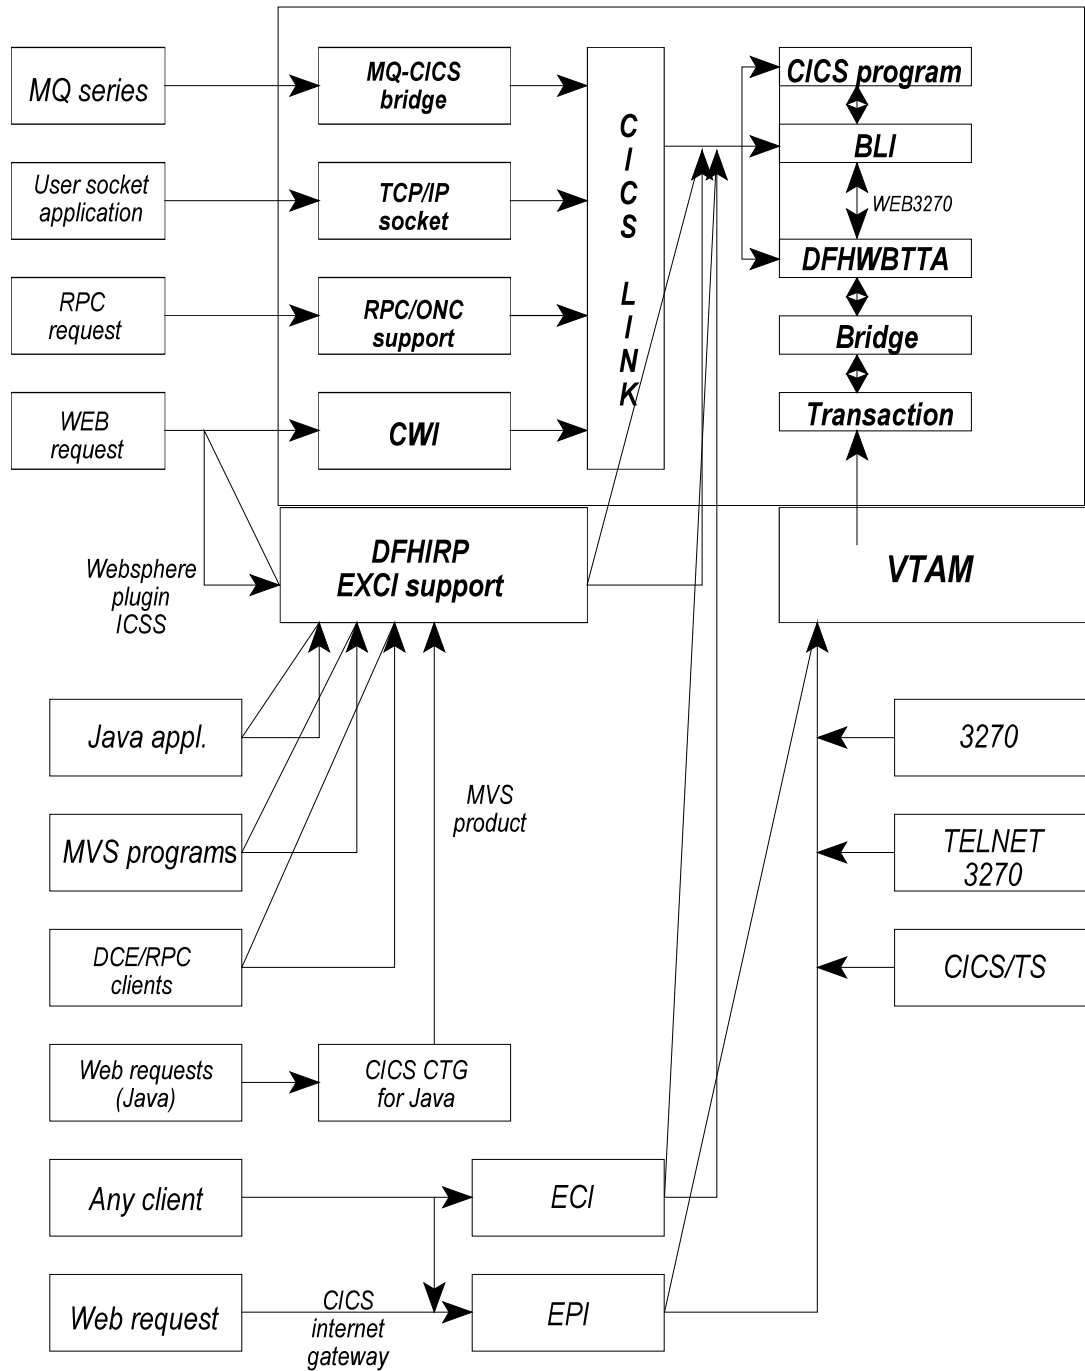 MQ series
MQ-CICS
bridge
User socket
application
TCP/IP
socket
RPC
request
RPC/ONC
support
WEB
request
CWI
C
I
C
S
L
I
N
K
CICS program
BLI
WEB3270
DFHWBTTA
Bridge
Transaction
Websphere
plugin
ICSS
DFHIRP
EXCI support
VTAM
Java appl.
3270
MVS
product
MVS programs
TELNET
3270
DCE/RPC
clients
CICS/TS
Web requests
(Java)
CICS CTG
for Java
Any client
ECI
Web request
CICS
internet
gateway
EPI